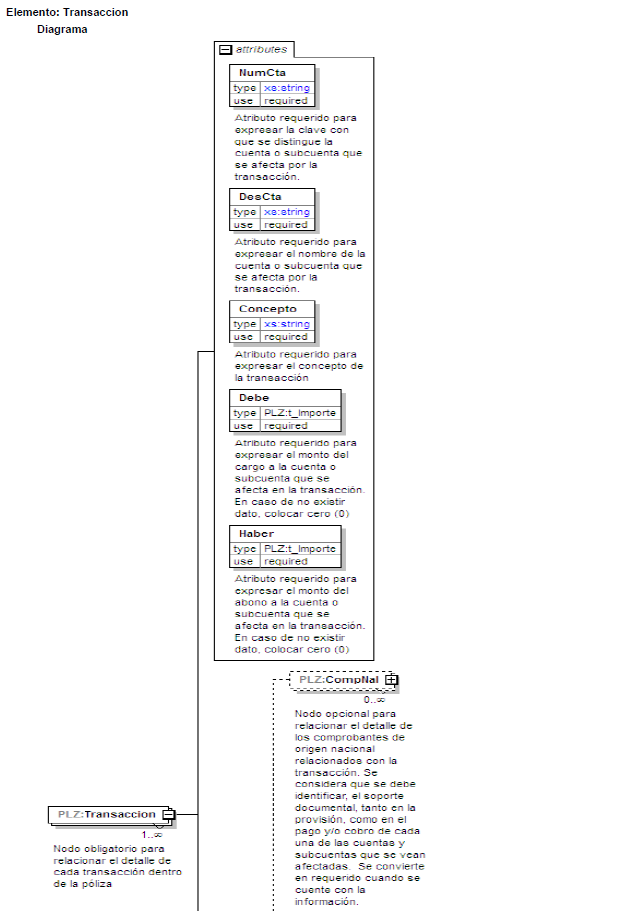 Elemento: Transaccion
Diagrama
attributes
NumCta
type xs:string
use required
Atributo requerido para
expresar la clave con
que se distingue la
cuenta o subcuenta que
se afecta por la
transacción.
DesCta
type xs:string
use required
Atributo requerido para
expresar el nombre de la
cuenta o subcuenta que
se afecta por la
transacción.
Concepto
type xs:string
use required
Atributo requerido para
expresar el concepto de
la transacción
Debe
type PLZ:t_Importe
use required
Atributo requerido para
expresar el monto del
cargo a la cuenta o
subcuenta que se
afecta en la transacción.
En caso de no existir
dato, colocar cero (0)
Haber
type PLZ:t_Importe
use required
Atributo requerido para
expresar el monto del
abono a la cuenta o
subcuenta que se
afecta en la transacción.
En caso de no existir
dato, colocar cero (0)
PLZ:CompNal
0..∞
Nodo opcional para
relacionar el detalle de
los comprobantes de
origen nacional
relacionados con la
transacción. Se
considera que se debe
identificar, el soporte
documental, tanto en la
provisión, como en el
pago y/o cobro de cada
una de las cuentas y
subcuentas que se vean
afectadas. Se convierte
en requerido cuando se
cuente con la
información.
PLZ:Transaccion
1..∞
Nodo obligatorio para
relacionar el detalle de
cada transacción dentro
de la póliza